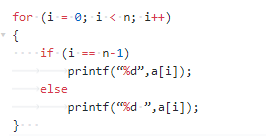 for (i = 0; i < n; i++)
{
    if (i == n-1)
        printf(“%d”,a[i]);
    else
        printf(“%d ”,a[i]);
}